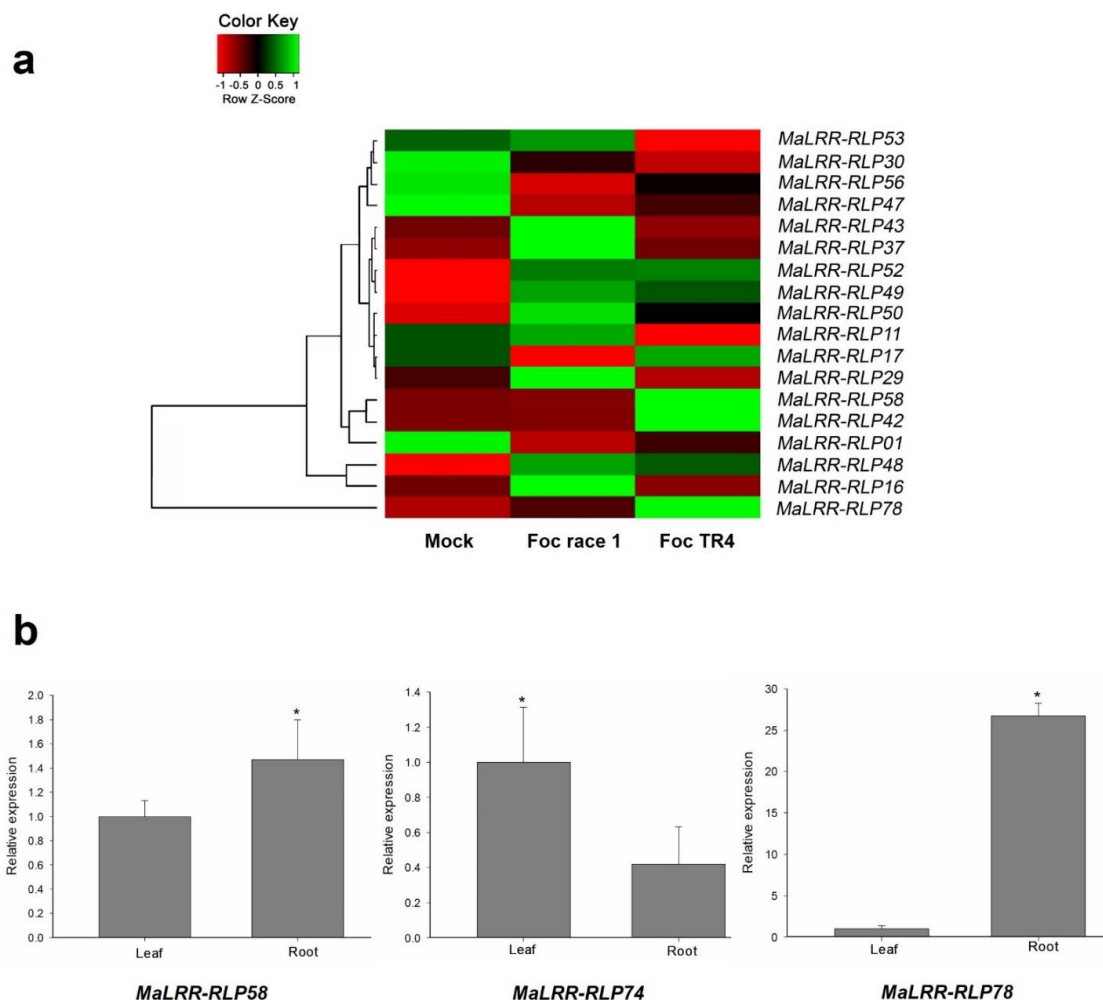 a
Color Key
-1 -0.5 0 0.5 1
Row Z-Score
MaLRR-RLP53
MaLRR-RLP30
MaLRR-RLP56
MaLRR-RLP47
MaLRR-RLP43
MaLRR-RLP37
MaLRR-RLP52
MaLRR-RLP49
MaLRR-RLP50
MaLRR-RLP11
MaLRR-RLP17
MaLRR-RLP29
MaLRR-RLP58
MaLRR-RLP42
MaLRR-RLP01
MaLRR-RLP48
MaLRR-RLP16
MaLRR-RLP78
Mock Foc race 1 Foc TR4
b
Relative expression
2.0
1.8
1.6
1.4
1.2
1.0
0.8
0.6
0.4
0.2
0.0
*
Leaf Root
MaLRR-RLP58
Relative expression
1.4
1.2
1.0
0.8
0.6
0.4
0.2
0.0
*
Leaf Root
MaLRR-RLP74
Relative expression
30
25
20
15
10
5
0
*
Leaf Root
MaLRR-RLP78